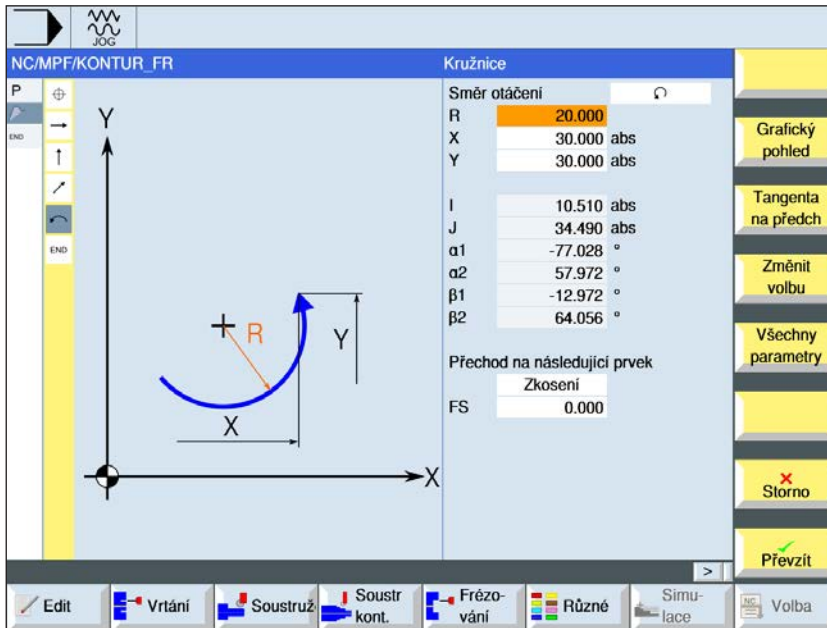 JOG
NC/MPF/KONTUR_FR
Kružnice
P
END
END
Y
R
Y
X
X
Směr otáčení
R 20.000
X 30.000 abs
Y 30.000 abs
I 10.510 abs
J 34.490 abs
α1 -77.028 °
α2 57.972 °
β1 -12.972 °
β2 64.056 °
Přechod na následující prvek
Zkosení
FS 0.000
Grafický
pohled
Tangenta
na předch
Změnit
volbu
Všechny
parametry
Storno
Převzít
>
Edit
Vrtání
Soustruž
Soustr
kont.
Frézo-
vání
Různé
Simu-
lace
NC
Volba